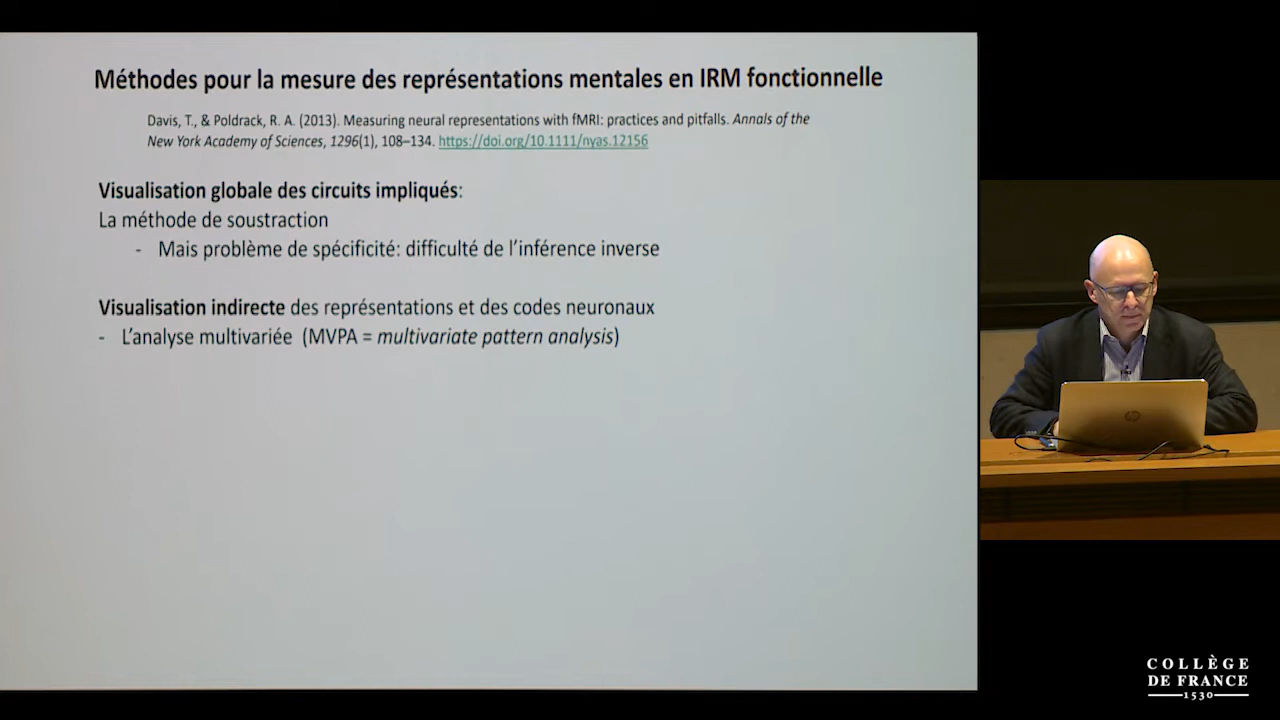 Méthodes pour la mesure des représentations mentales en IRM fonctionnelle
Davis, T., & Poldrack, R. A. (2013). Measuring neural representations with fMRI: practices and pitfalls. Annals of the
New York Academy of Sciences, 1296(1), 108–134. https://doi.org/10.1111/nyas.12156
Visualisation globale des circuits impliqués:
La méthode de soustraction
- Mais problème de spécificité: difficulté de l'inférence inverse
Visualisation indirecte des représentations et des codes neuronaux
- L'analyse multivariée (MVPA = multivariate pattern analysis)
COLLÈGE
DE FRANCE
1530